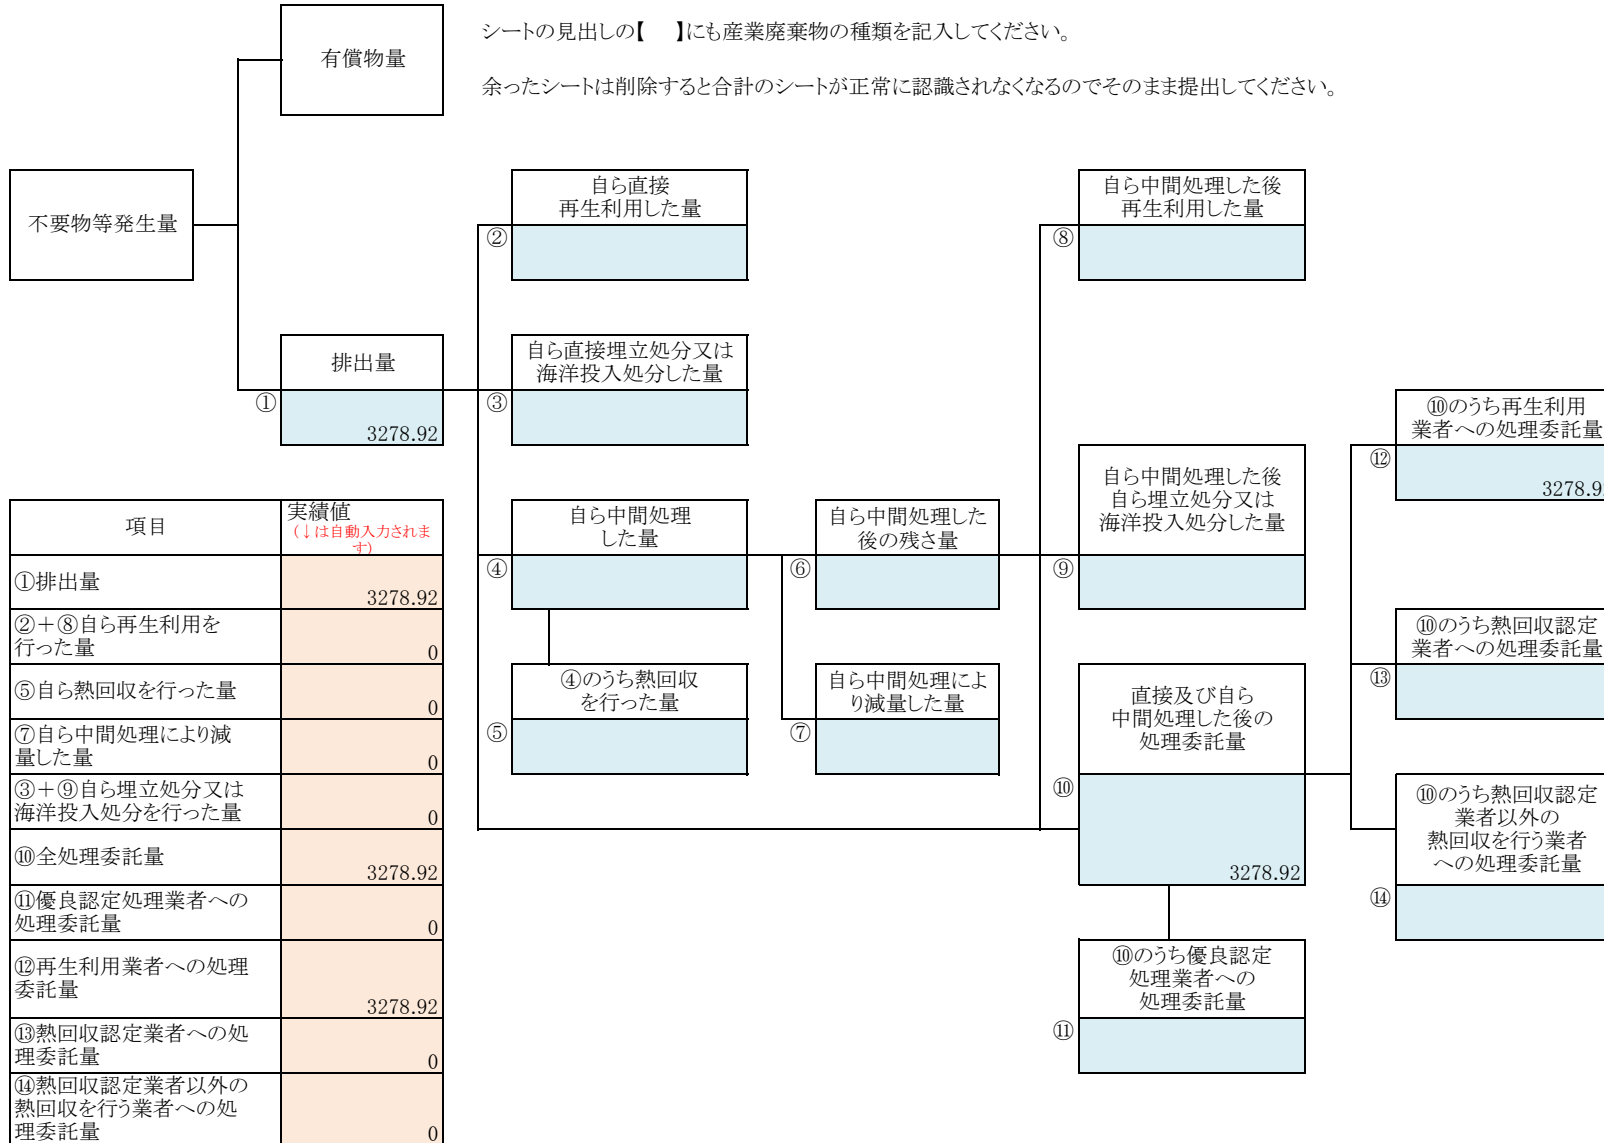 シートの見出しの【　】にも産業廃棄物の種類を記入してください。
有償物量
余ったシートは削除すると合計のシートが正常に認識されなくなるのでそのまま提出してください。
不要物等発生量
自ら直接
再生利用した量
②
自ら中間処理した後
再生利用した量
⑧
排出量
①
3278.92
自ら直接埋立処分又は
海洋投入処分した量
③
⑩のうち再生利用
業者への処理委託量
⑫
3278.9
自ら中間処理した後
自ら埋立処分又は
海洋投入処分した量
⑨
自ら中間処理
した量
④
自ら中間処理した
後の残さ量
⑥
⑩のうち熱回収認定
業者への処理委託量
⑬
④のうち熱回収
を行った量
⑤
自ら中間処理によ
り減量した量
⑦
直接及び自ら
中間処理した後の
処理委託量
⑩
3278.92
⑩のうち熱回収認定
業者以外の
熱回収を行う業者
への処理委託量
⑭
⑩のうち優良認定
処理業者への
処理委託量
⑪
項目
実績値
(↓は自動入力されま
す)
①排出量
3278.92
②＋⑧自ら再生利用を
行った量
0
⑤自ら熱回収を行った量
0
⑦自ら中間処理により減
量した量
0
③＋⑨自ら埋立処分又は
海洋投入処分を行った量
0
⑩全処理委託量
3278.92
⑪優良認定処理業者への
処理委託量
0
⑫再生利用業者への処理
委託量
3278.92
⑬熱回収認定業者への処
理委託量
0
⑭熱回収認定業者以外の
熱回収を行う業者への処
理委託量
0